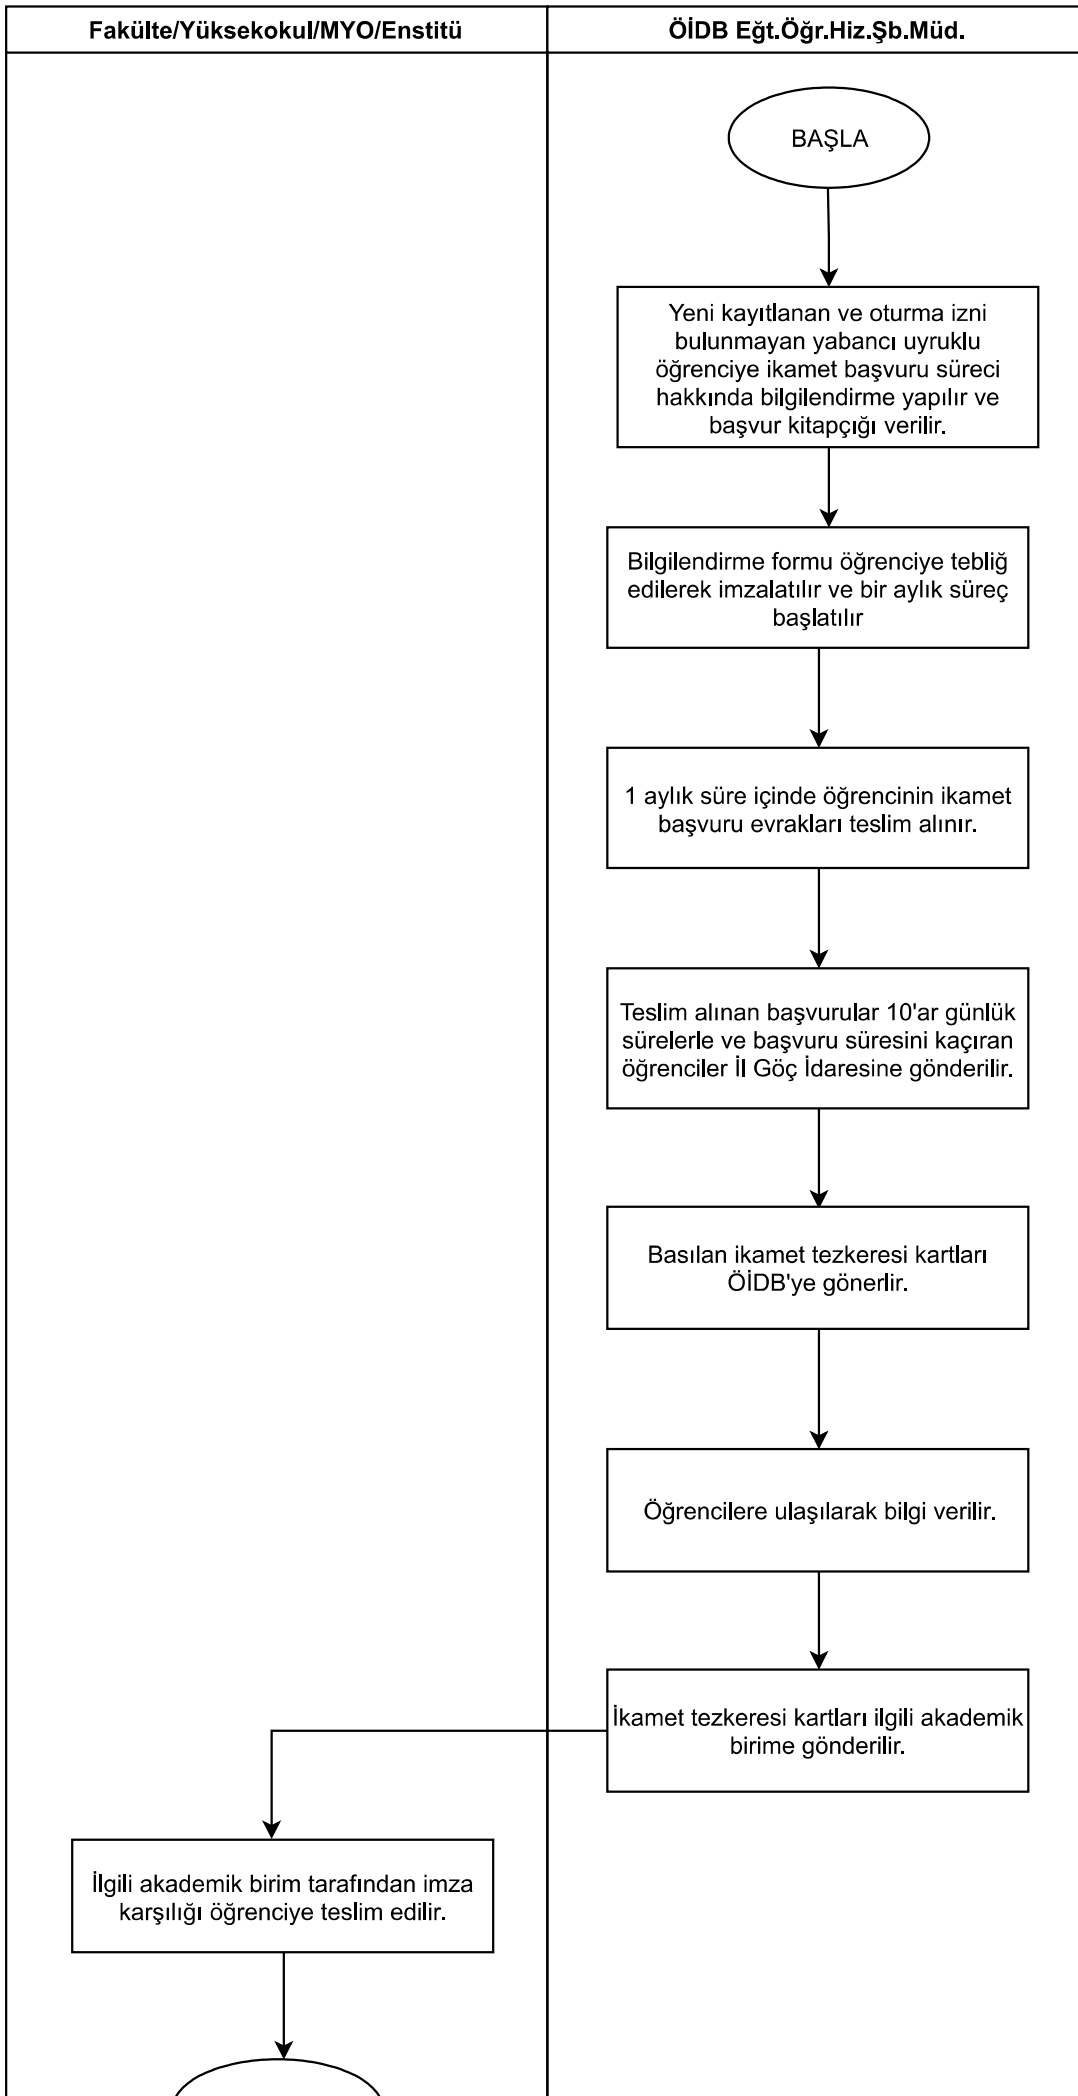 Fakülte/Yüksekokul/MYO/Enstitü
ÖİDB Eğt.Öğr.Hiz.Şb.Müd.
BAŞLA
Yeni kayıtlanan ve oturma izni
bulunmayan yabancı uyruklu
öğrenciye ikamet başvuru süreci
hakkında bilgilendirme yapılır ve
başvur kitapçığı verilir.
Bilgilendirme formu öğrenciye tebliğ
edilerek imzalatılır ve bir aylık süreç
başlatılır
1 aylık süre içinde öğrencinin ikamet
başvuru evrakları teslim alınır.
Teslim alınan başvurular 10'ar günlük
sürelerle ve başvuru süresini kaçıran
öğrenciler İl Göç İdaresine gönderilir.
Basılan ikamet tezkeresi kartları
ÖİDB'ye gönerlir.
Öğrencilere ulaşılarak bilgi verilir.
İkamet tezkeresi kartları ilgili akademik
birime gönderilir.
İlgili akademik birim tarafından imza
karşılığı öğrenciye teslim edilir.